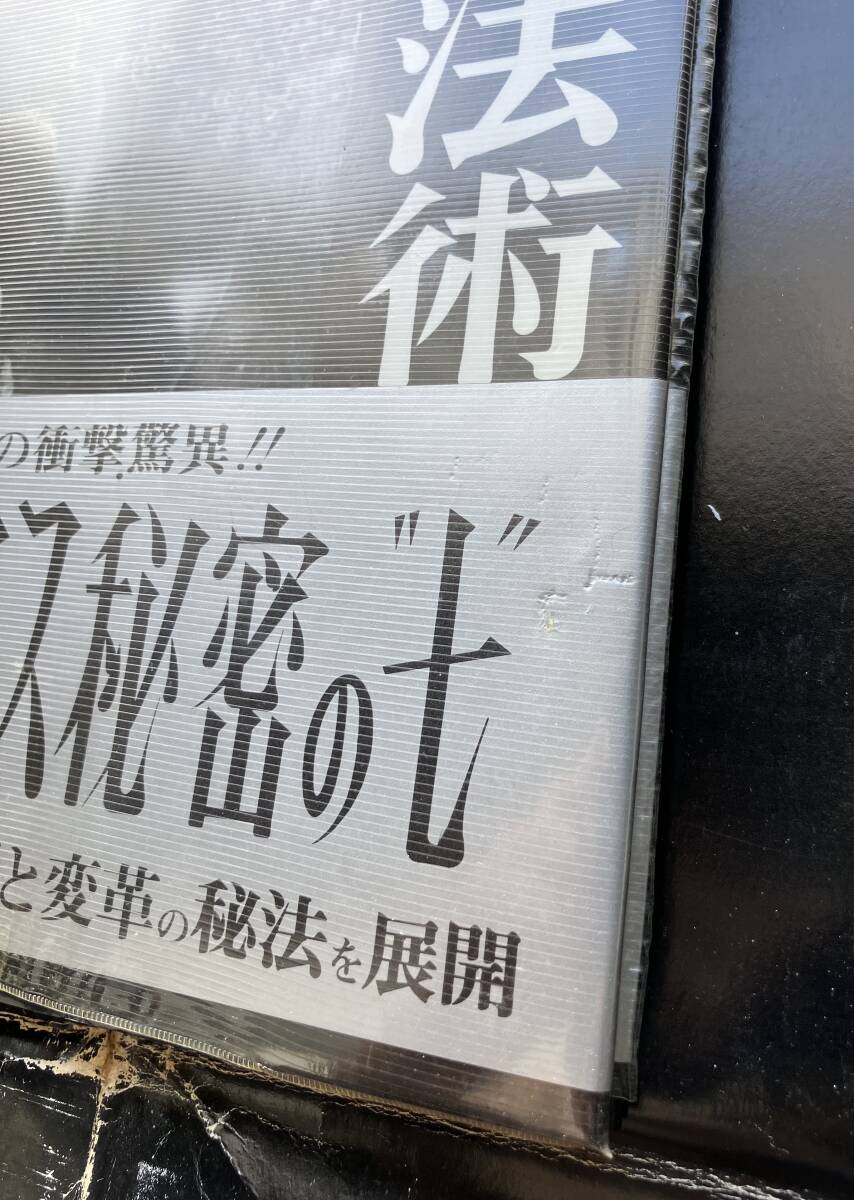 法術
の衝撃驚異!!
ス秘密の"七"
と変革の秘法を展開